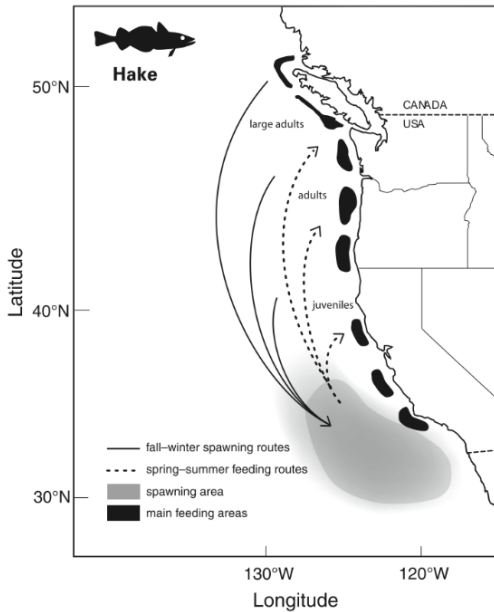 Hake
50°N
CANADA
USA
large adults
adults
juveniles
Latitude
40°N
fall–winter spawning routes
spring–summer feeding routes
spawning area
main feeding areas
30°N
130°W
120°W
Longitude